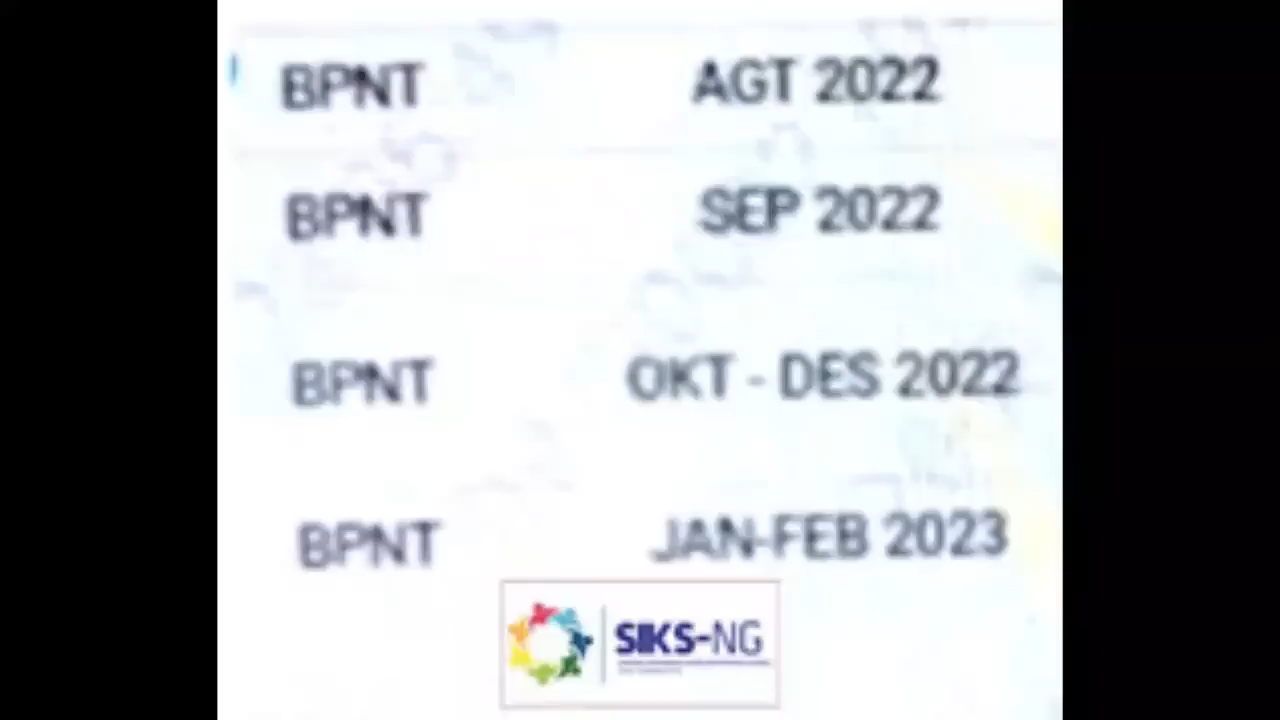 BPNT AGT 2022
BPNT SEP 2022
BPNT OKT - DES 2022
BPNT JAN-FEB 2023
SIKS-NG